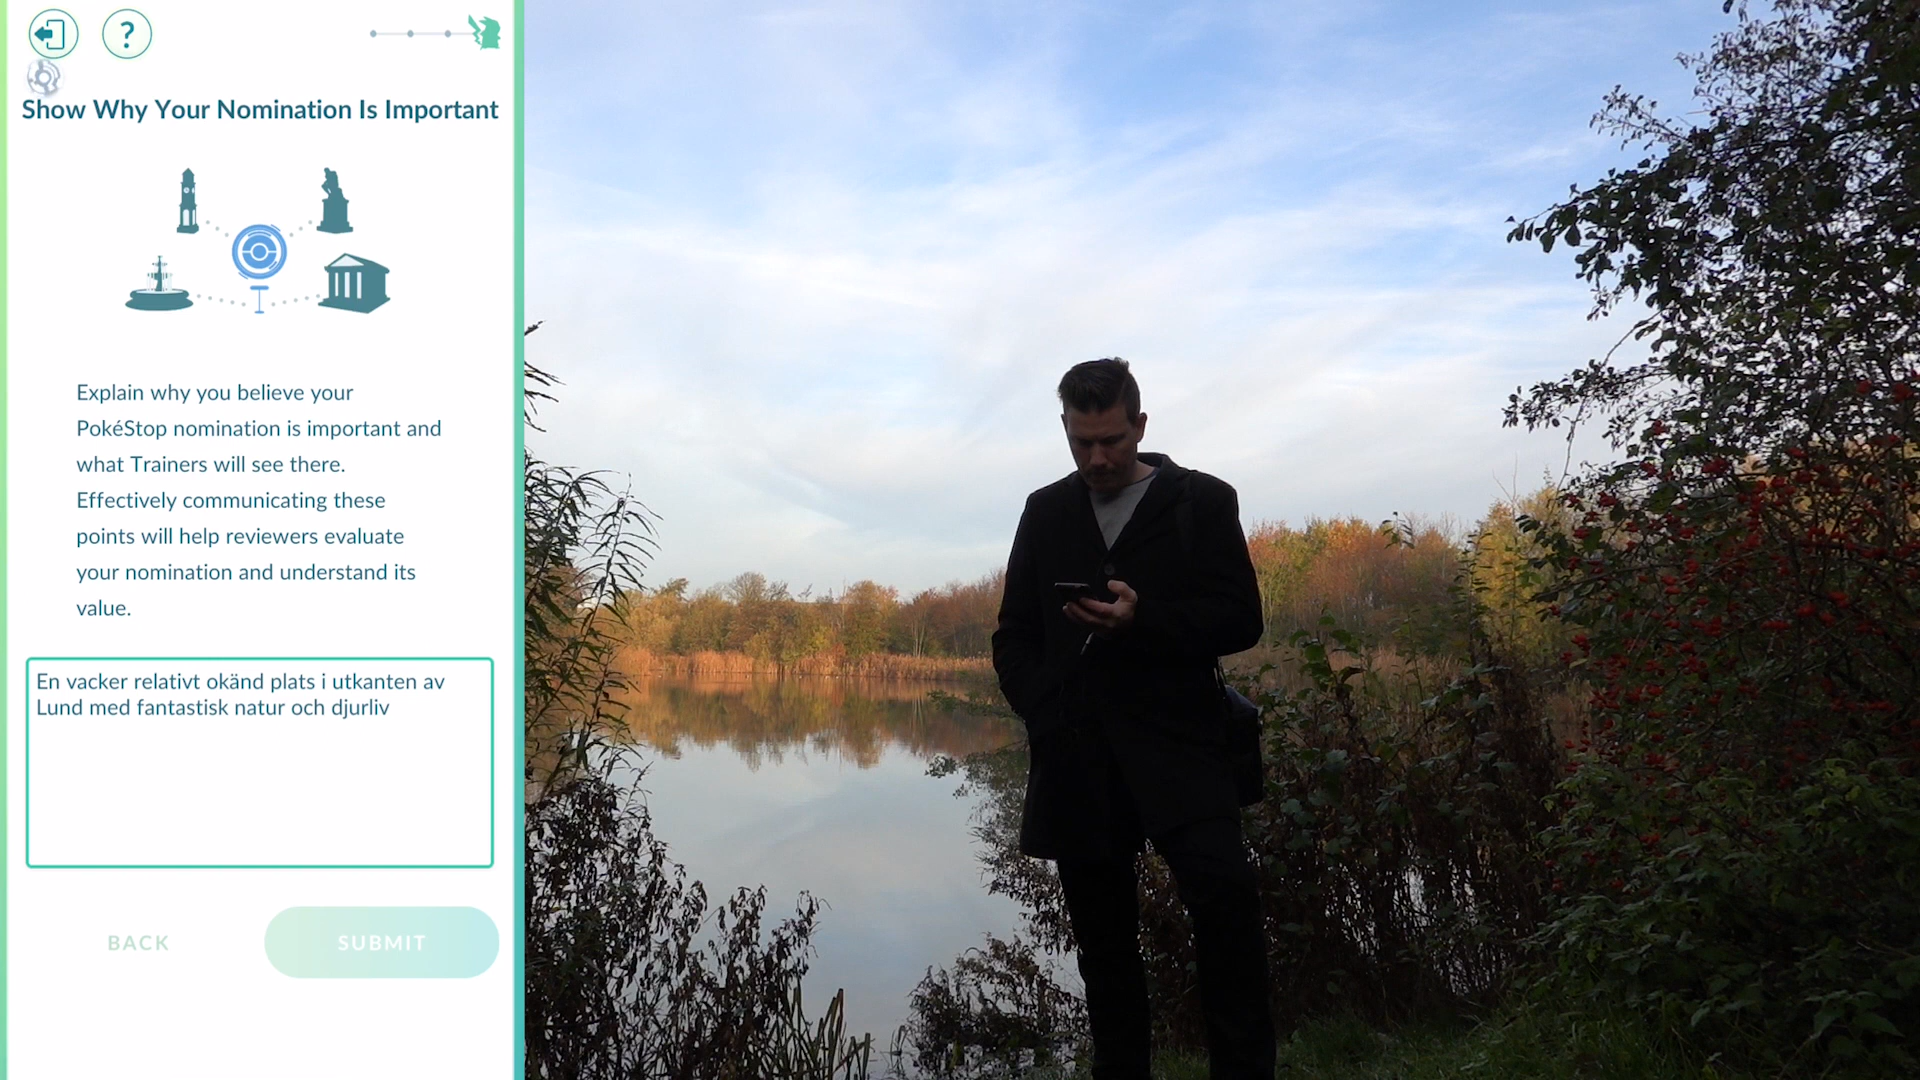 ?
Show Why Your Nomination Is Important
Explain why you believe your
PokéStop nomination is important and
what Trainers will see there.
Effectively communicating these
points will help reviewers evaluate
your nomination and understand its
value.
En vacker relativt okänd plats i utkanten av
Lund med fantastisk natur och djurliv
BACK
SUBMIT